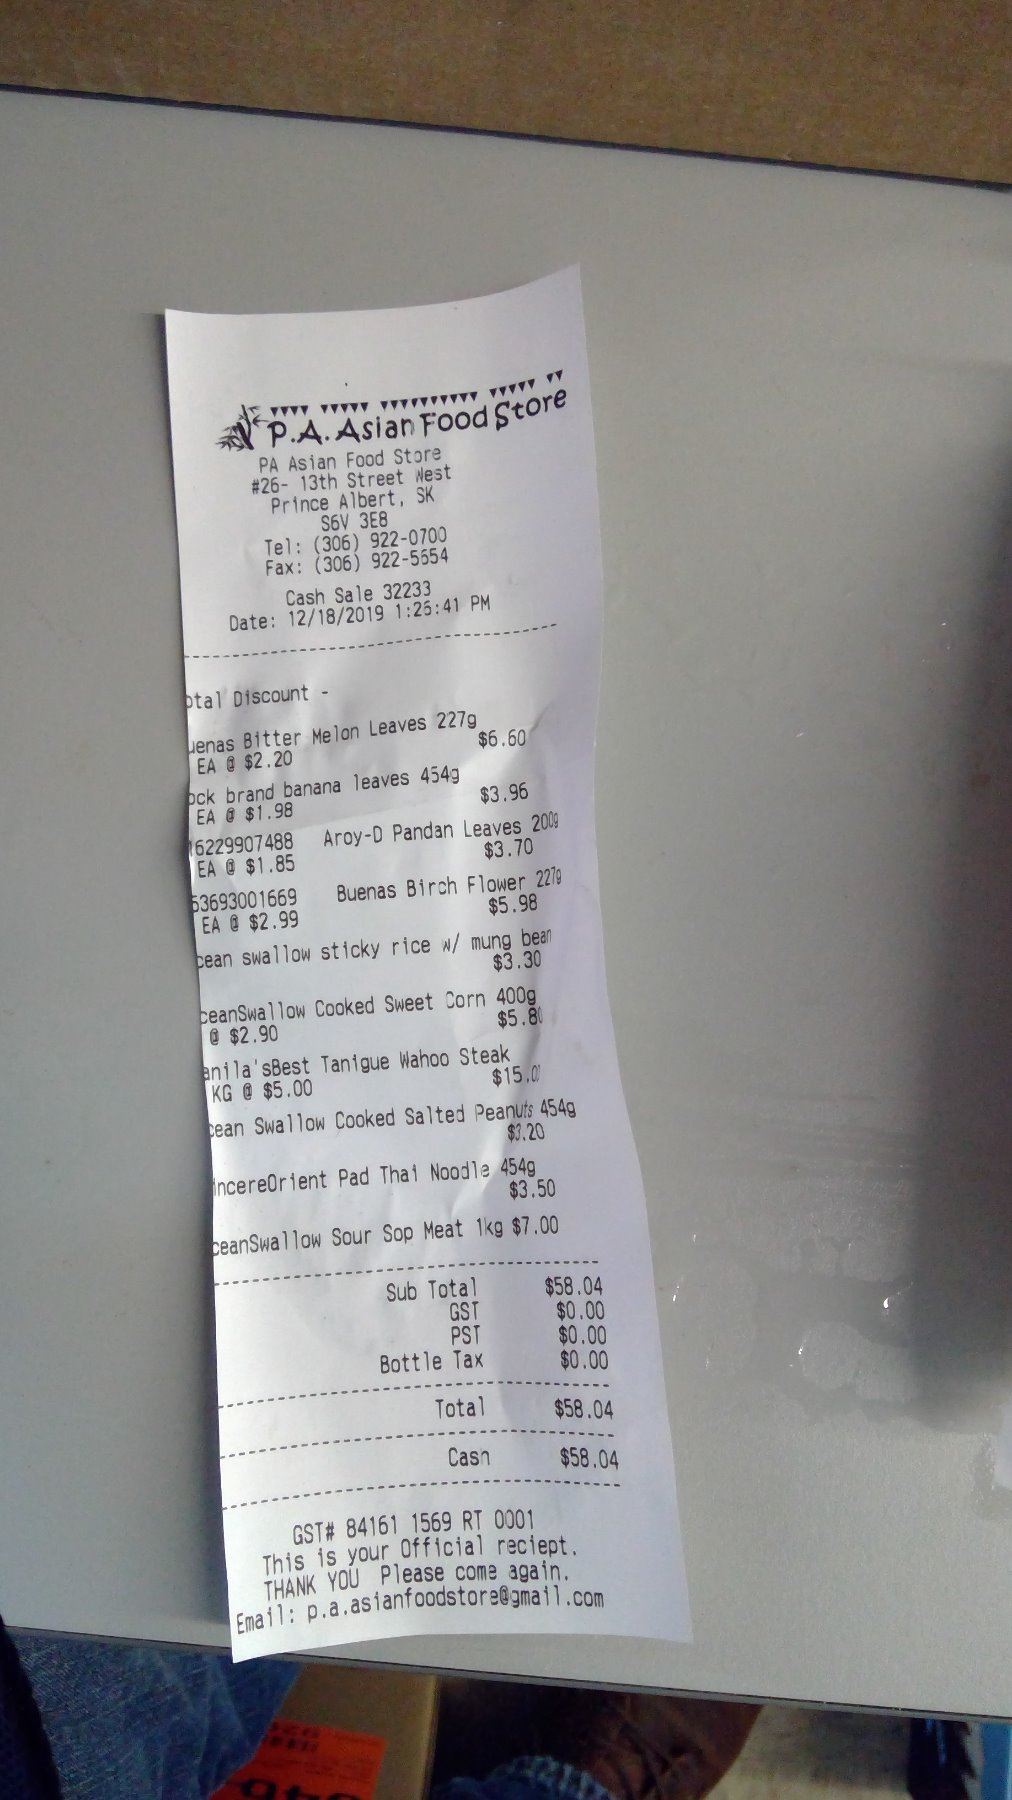 P.A. Asian Food Store
PA Asian Food Store
#26- 13th Street West
Prince Albert, SK
S6V 3E8
Tel: (306) 922-0700
Fax: (306) 922-5654
Cash Sale 32233
Date: 12/18/2019 1:25:41 PM
otal Discount -
uenas Bitter Melon Leaves 227g
EA @ $2.20 $6.60
ock brand banana leaves 454g
EA @ $1.98 $3.96
16229907488 Aroy-D Pandan Leaves 200g
EA @ $1.85 $3.70
53693001669 Buenas Birch Flower 227g
EA @ $2.99 $5.98
cean swallow sticky rice w/ mung bean
$3.30
ceanSwallow Cooked Sweet Corn 400g
@ $2.90 $5.80
anila'sBest Tanigue Wahoo Steak
KG @ $5.00 $15.0
cean Swallow Cooked Salted Peanuts 454g
$3.20
incereOrient Pad Thai Noodle 454g
$3.50
ceanSwallow Sour Sop Meat 1kg $7.00
Sub Total $58.04
GST $0.00
PST $0.00
Bottle Tax $0.00
Total $58.04
Cash $58.04
GST# 84161 1569 RT 0001
This is your Official reciept.
THANK YOU Please come again.
Email: p.a.asianfoodstore@gmail.com